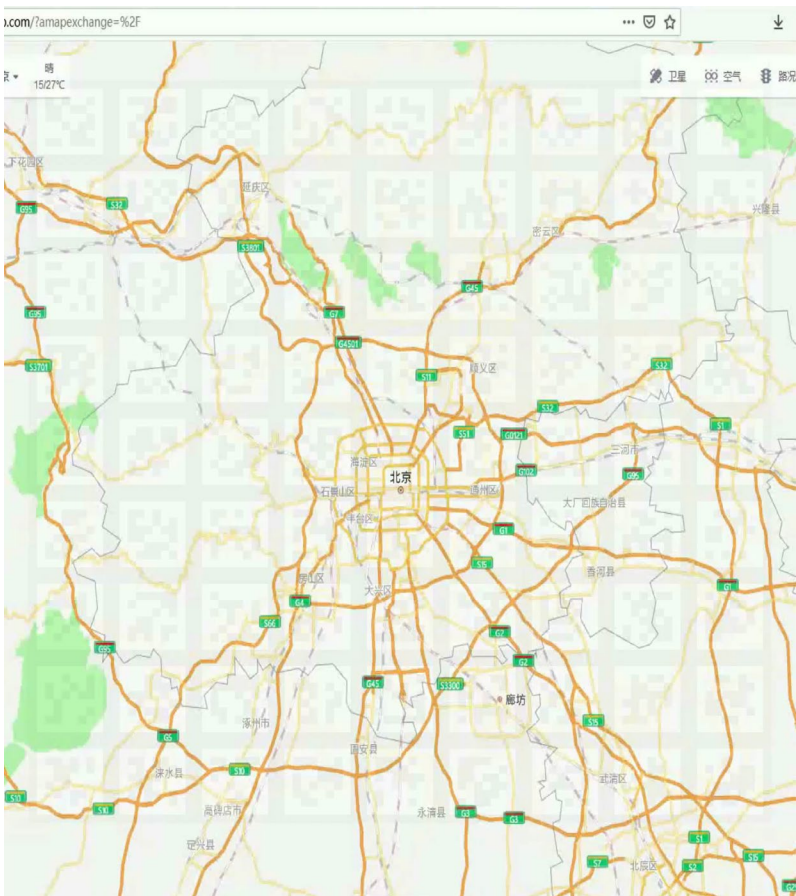 o.com/?amapexchange=%2F
京
晴
15/27℃
卫星
空气
路况
下花园区
延庆区
兴隆县
S32
G95
密云区
S3801
G45
G95
G7
G4501
S3701
S11
顺义区
S32
S32
S1
S51
三河市
海淀区
G102
G95
北京
石景山区
通州区
大厂回族自治县
丰台区
G1
S15
香河县
房山区
G1
大兴区
G4
S66
G2
G95
G2
G45
S3300
廊坊
S15
涿州市
G5
固安县
涞水县
S10
武清区
S10
S10
高碑店市
永清县
G3
G3
S1
定兴县
S7
北辰区
S2
S15